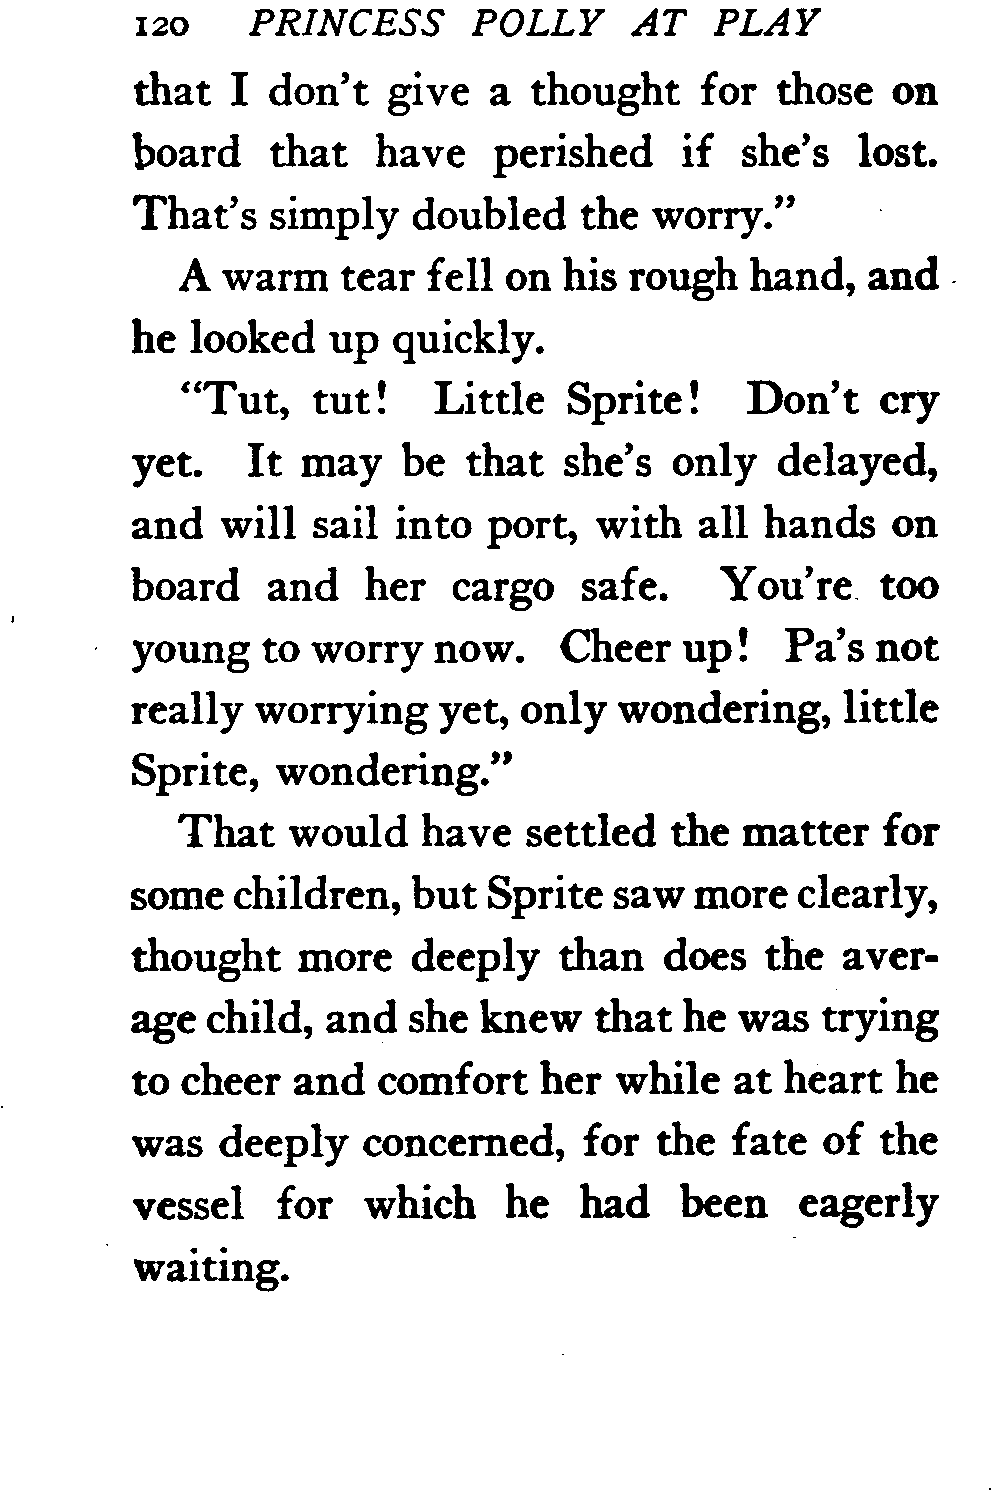 120 PRINCESS POLLY AT PLAY
that I don't give a thought for those on
board that have perished if she's lost.
That's simply doubled the worry."
A warm tear fell on his rough hand, and
he looked up quickly.
"Tut, tut! Little Sprite! Don't cry
yet. It may be that she's only delayed,
and will sail into port, with all hands on
board and her cargo safe. You're too
young to worry now. Cheer up! Pa's not
really worrying yet, only wondering, little
Sprite, wondering."
That would have settled the matter for
some children, but Sprite saw more clearly,
thought more deeply than does the aver-
age child, and she knew that he was trying
to cheer and comfort her while at heart he
was deeply concerned, for the fate of the
vessel for which he had been eagerly
waiting.